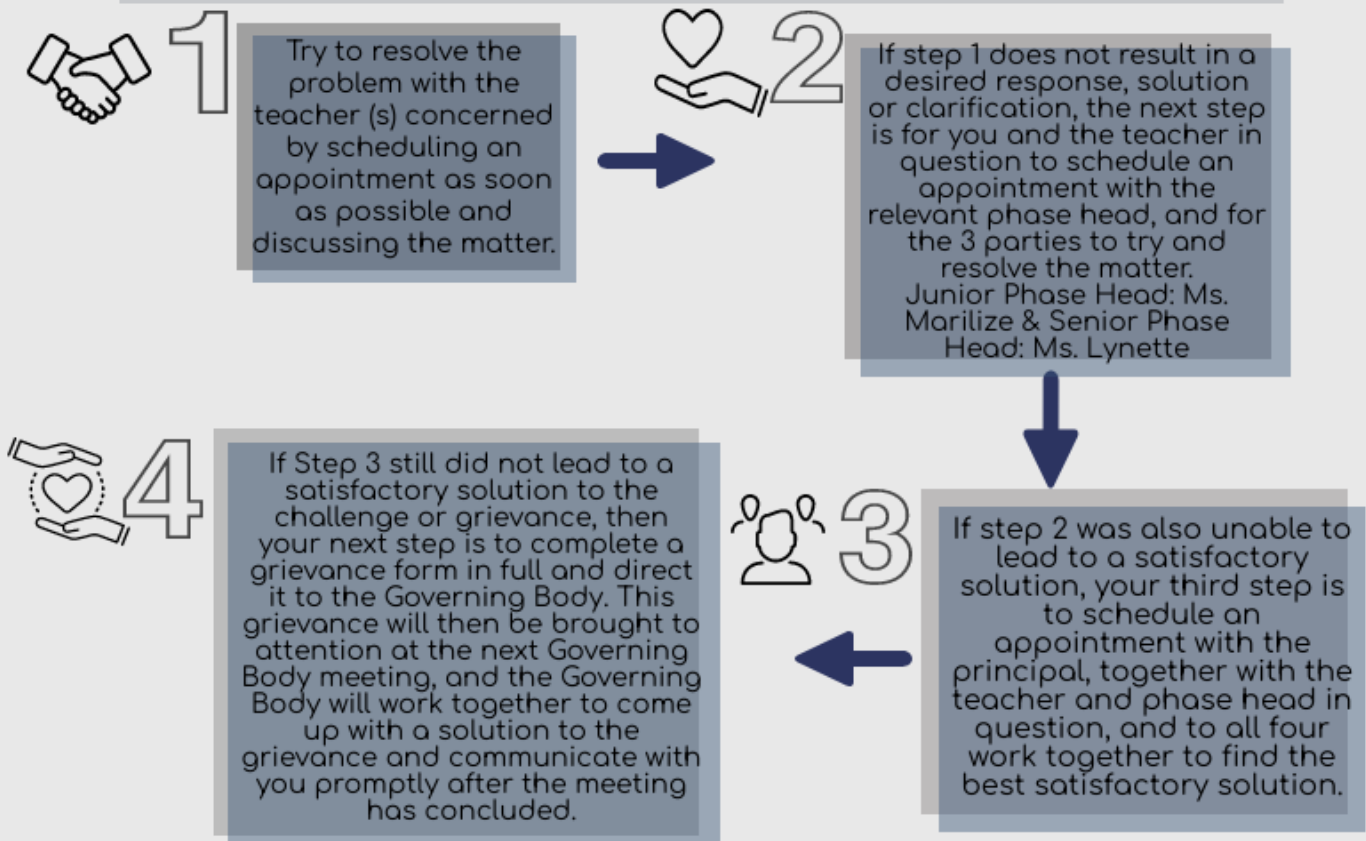 1
Try to resolve the
problem with the
teacher (s) concerned
by scheduling an
appointment as soon
as possible and
discussing the matter.
2
If step 1 does not result in a
desired response, solution
or clarification, the next step
is for you and the teacher in
question to schedule an
appointment with the
relevant phase head, and for
the 3 parties to try and
resolve the matter.
Junior Phase Head: Ms.
Marilize & Senior Phase
Head: Ms. Lynette
3
If step 2 was also unable to
lead to a satisfactory
solution, your third step is
to schedule an
appointment with the
principal, together with the
teacher and phase head in
question, and to all four
work together to find the
best satisfactory solution.
4
If Step 3 still did not lead to a
satisfactory solution to the
challenge or grievance, then
your next step is to complete a
grievance form in full and direct
it to the Governing Body. This
grievance will then be brought to
attention at the next Governing
Body meeting, and the Governing
Body will work together to come
up with a solution to the
grievance and communicate with
you promptly after the meeting
has concluded.